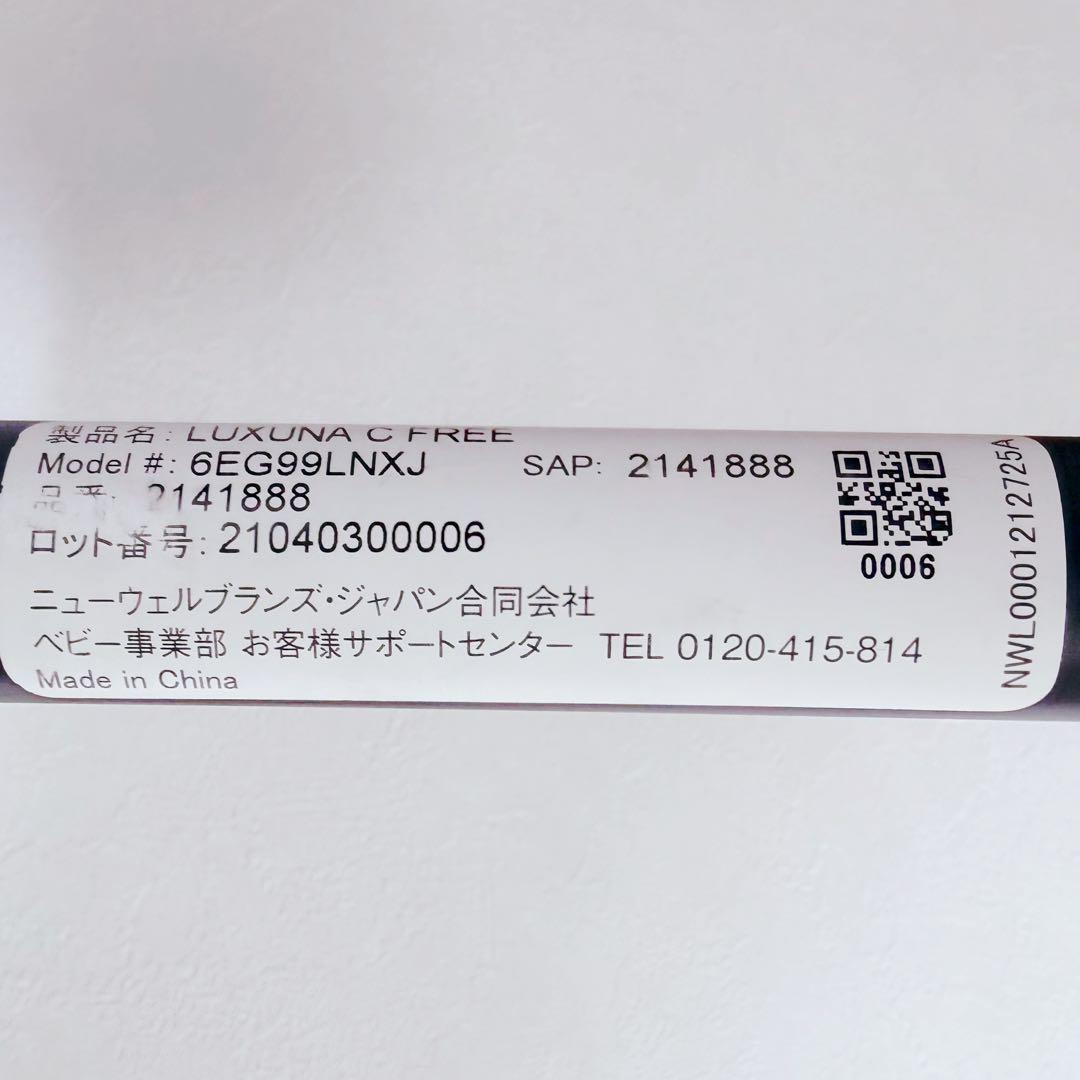 製品名: LUXUNA C FREE
Model #: 6EG99LNXJ SAP: 2141888
品番: 2141888
ロット番号: 21040300006
ニューウェルブランズ・ジャパン合同会社
ベビー事業部 お客様サポートセンター TEL 0120-415-814
Made in China
0006
NWL0001212725A